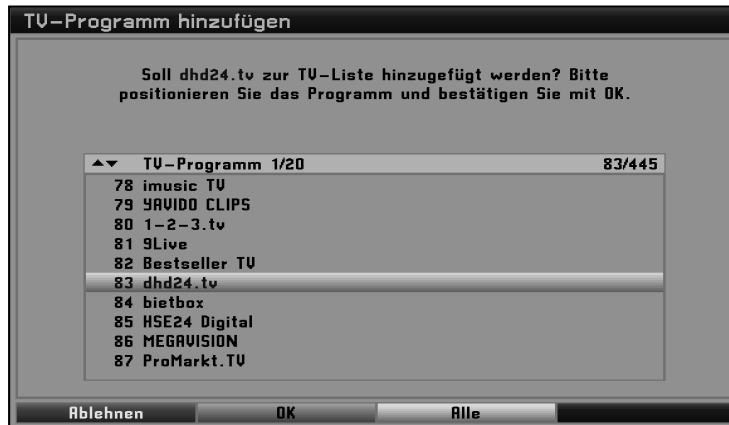 TV-Programm hinzufügen
Soll dhd24.tv zur TV-Liste hinzugefügt werden? Bitte
positionieren Sie das Programm und bestätigen Sie mit OK.
TV-Programm 1/20 83/445
78 imusic TV
79 YAVIDO CLIPS
80 1-2-3.tv
81 9Live
82 Bestseller TV
83 dhd24.tv
84 bietbox
85 HSE24 Digital
86 MEGAVISION
87 ProMarkt.TV
Ablehnen OK Alle